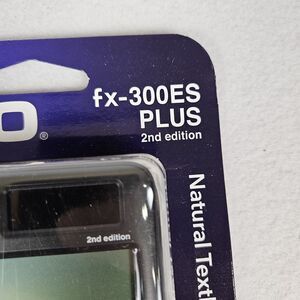 fx-300ES
PLUS
2nd edition
O®
Natural Textb
2nd edition